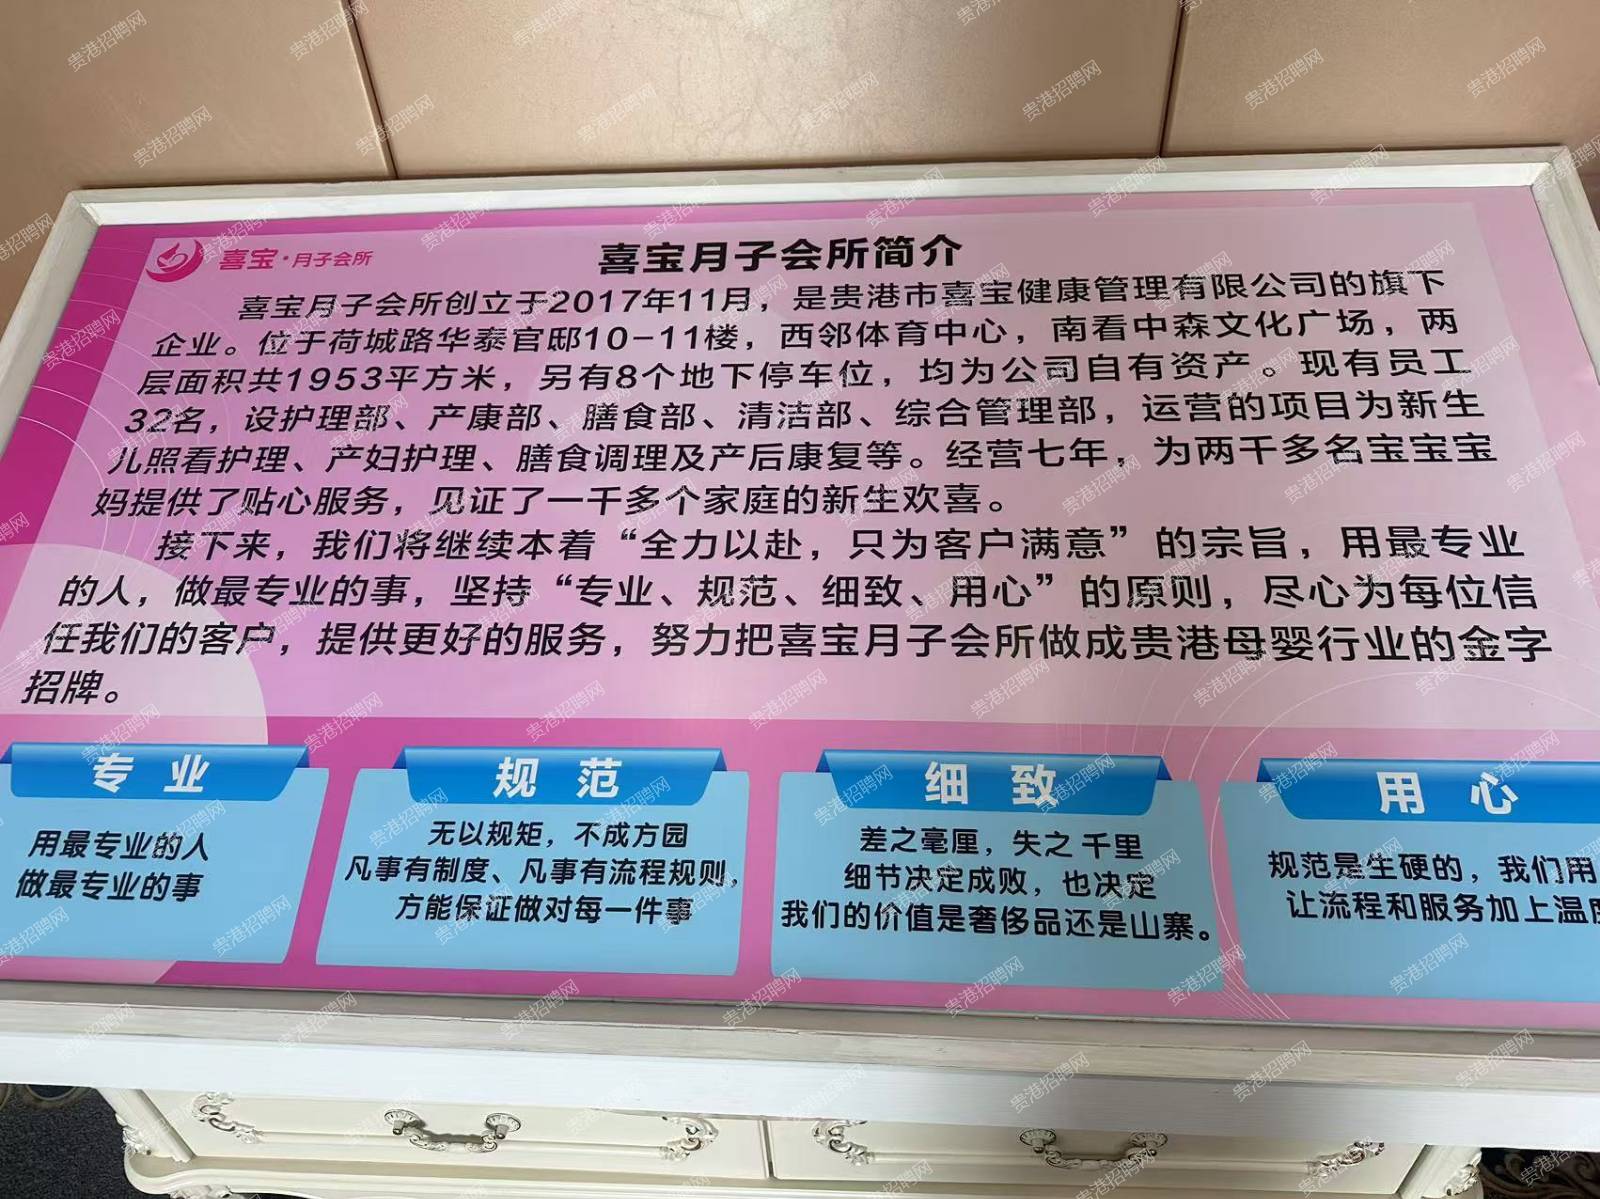 喜宝·月子会所
喜宝月子会所简介
喜宝月子会所创立于2017年11月，是贵港市喜宝健康管理有限公司的旗下
企业。位于荷城路华泰官邸10-11楼，西邻体育中心，南看中森文化广场，两
层面积共1953平方米，另有8个地下停车位，均为公司自有资产。现有员工
32名，设护理部、产康部、膳食部、清洁部、综合管理部，运营的项目为新生
儿照看护理、产妇护理、膳食调理及产后康复等。经营七年，为两千多名宝宝宝
妈提供了贴心服务，见证了一千多个家庭的新生欢喜。
接下来，我们将继续本着“全力以赴，只为客户满意”的宗旨，用最专业
的人，做最专业的事，坚持“专业、规范、细致、用心”的原则，尽心为每位信
任我们的客户，提供更好的服务，努力把喜宝月子会所做成贵港母婴行业的金字
招牌。
专业
用最专业的人
做最专业的事
规范
无以规矩，不成方园
凡事有制度、凡事有流程规则，
方能保证做对每一件事
细致
差之毫厘，失之千里
细节决定成败，也决定
我们的价值是奢侈品还是山寨。
用心
规范是生硬的，我们用
让流程和服务加上温度
贵港招聘网